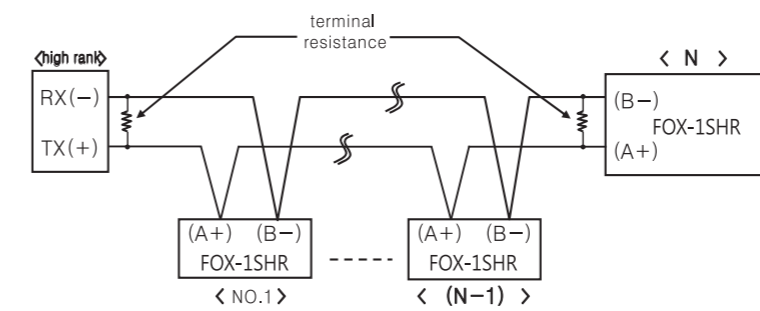 terminal
resistance
<high rank>
RX(−)
TX(+)
< N >
(B−)
FOX-1SHR
(A+)
(A+) (B−)
FOX-1SHR
< NO.1 >
(A+) (B−)
FOX-1SHR
< (N−1) >